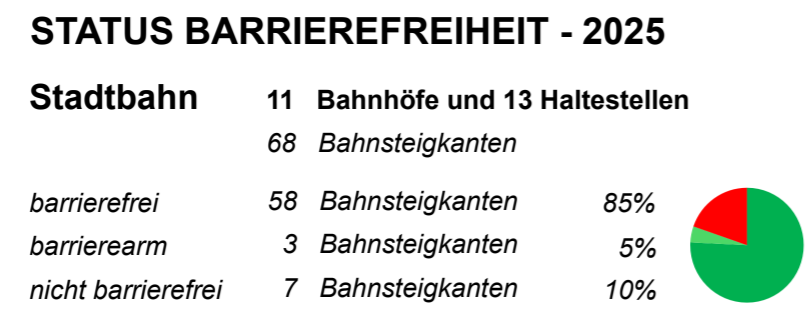 STATUS BARRIEREFREIHEIT - 2025
Stadtbahn 11 Bahnhöfe und 13 Haltestellen
68 Bahnsteigkanten
barrierefrei 58 Bahnsteigkanten 85%
barrierearm 3 Bahnsteigkanten 5%
nicht barrierefrei 7 Bahnsteigkanten 10%